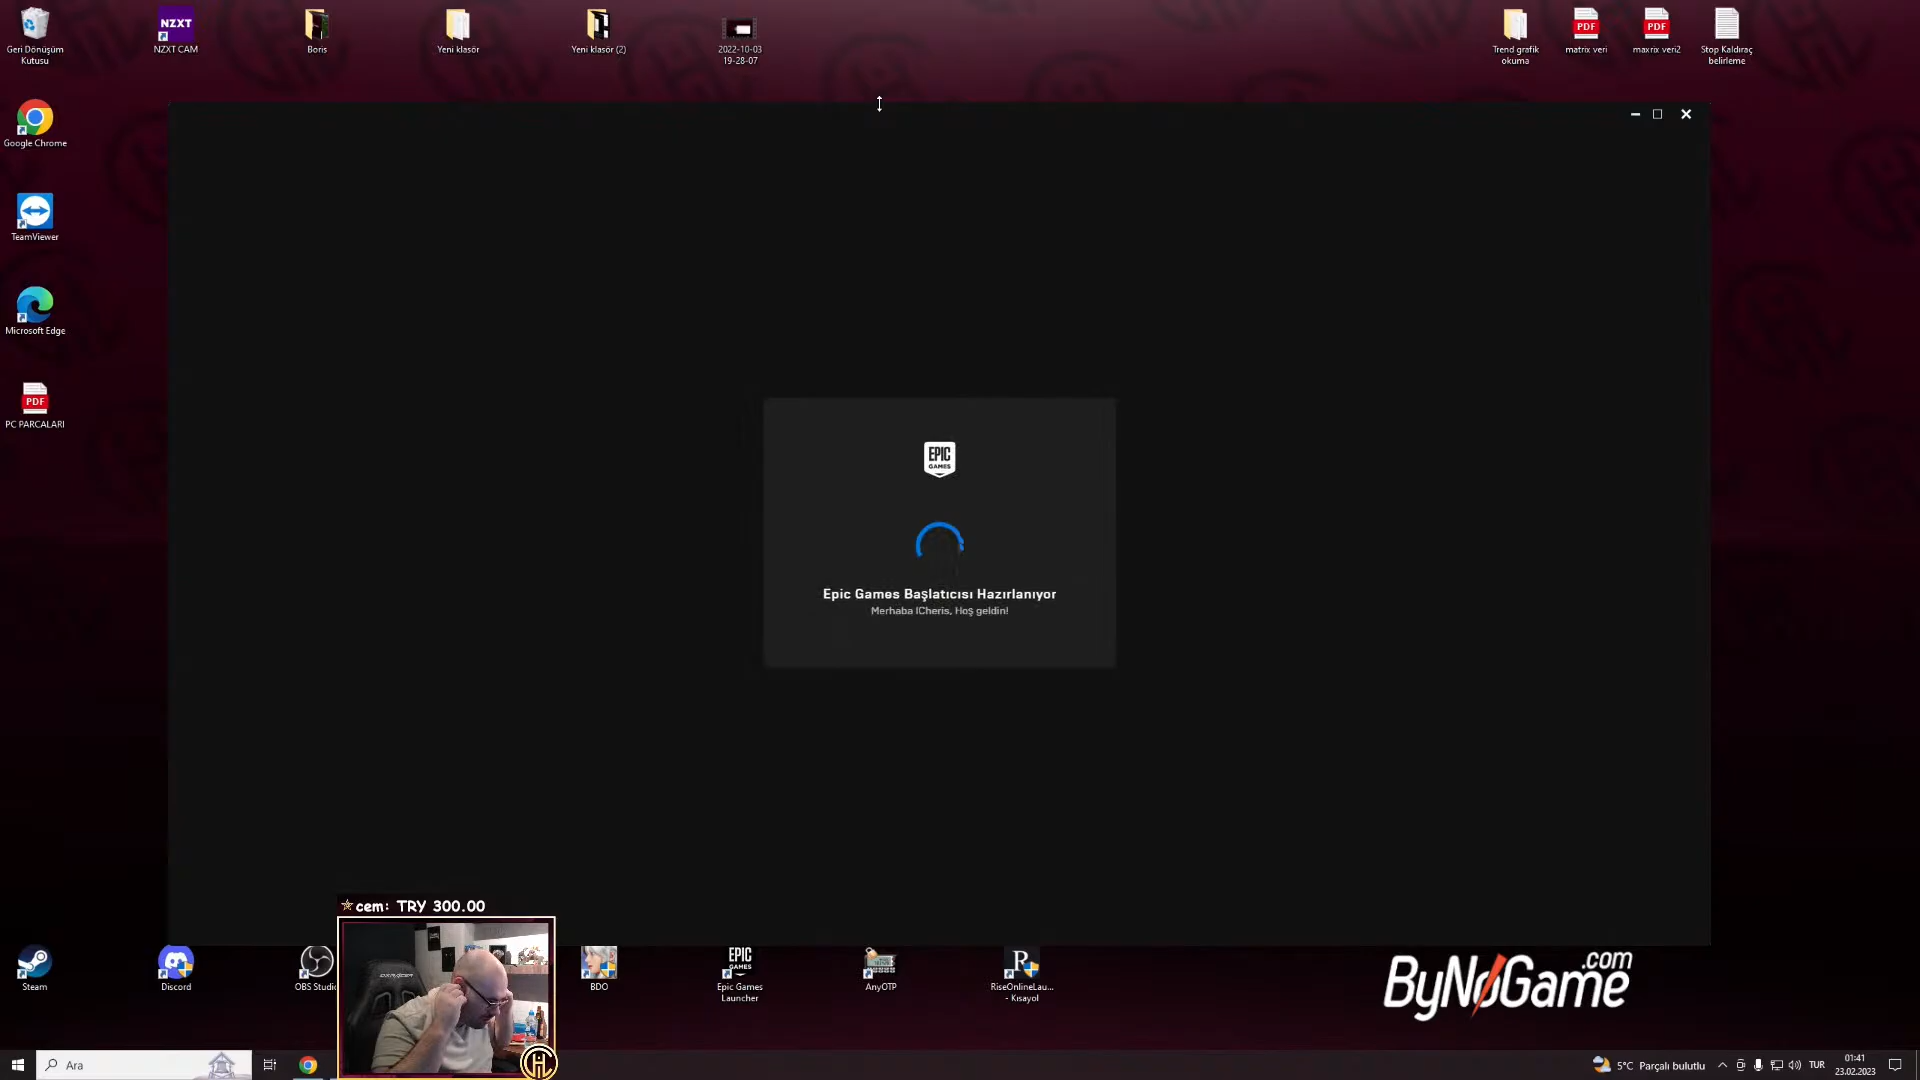 Geri Dönüşüm
Kutusu
NZXT
NZXT CAM
Boris
Yeni klasör
Yeni klasör (2)
2022-10-03
19-28-07
Trend grafik
okuma
PDF
matrix veri
PDF
maxrix veri2
Stop Kaldıraç
belirleme
Google Chrome
TeamViewer
Microsoft Edge
PDF
PC PARCALARI
EPIC
GAMES
Epic Games Başlatıcısı Hazırlanıyor
Merhaba ICheris, Hoş geldin!
cem: TRY 300.00
Steam
Discord
OBS Studio
BDO
EPIC
GAMES
Epic Games
Launcher
AnyOTP
R
RiseOnlineLau...
- Kısayol
ByNoGame.com
Ara
5°C Parçalı bulutlu
TUR
01:41
23.02.2023